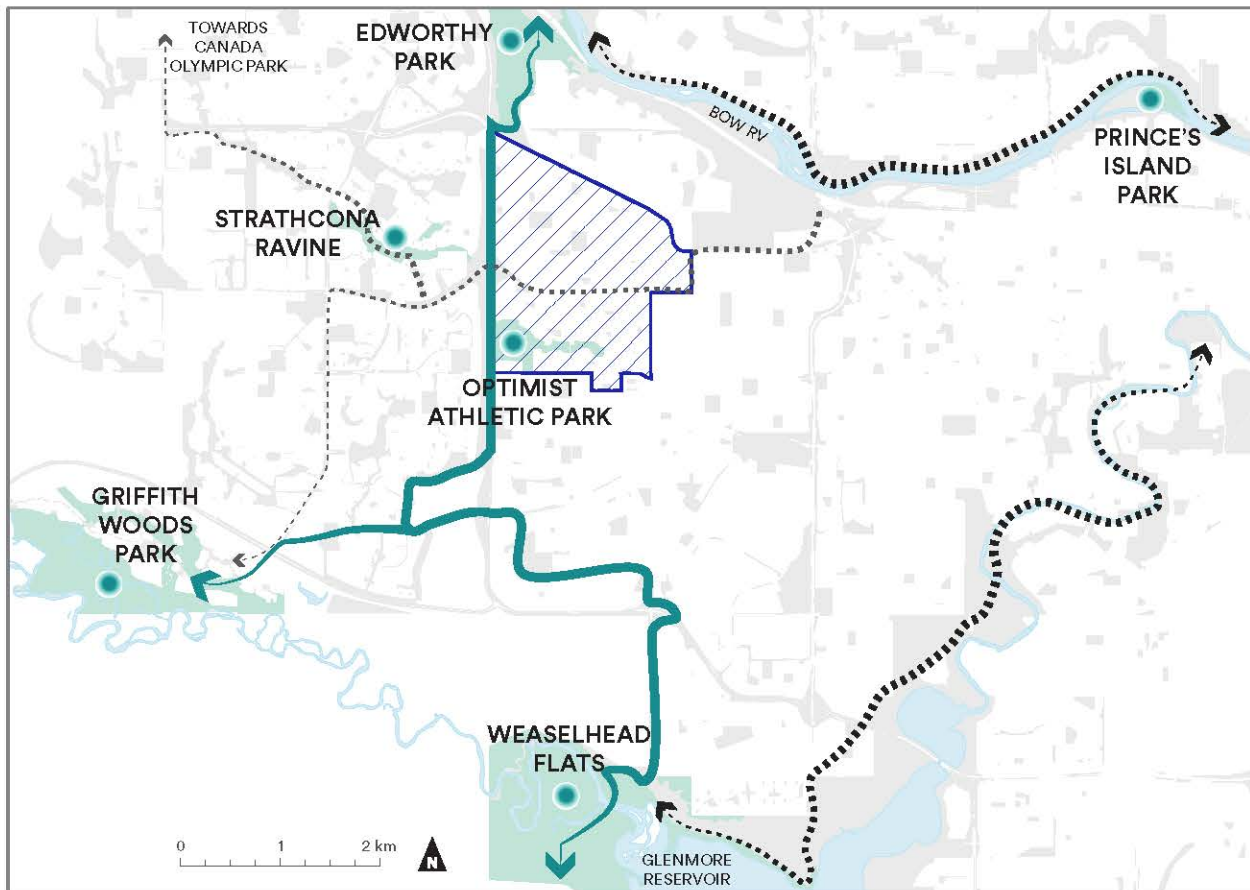 TOWARDS
CANADA
OLYMPIC PARK
EDWORTHY
PARK
BOW RV
PRINCE'S
ISLAND
PARK
STRATHCONA
RAVINE
OPTIMIST
ATHLETIC PARK
GRIFFITH
WOODS
PARK
WEASELHEAD
FLATS
0 1 2 km
N
GLENMORE
RESERVOIR